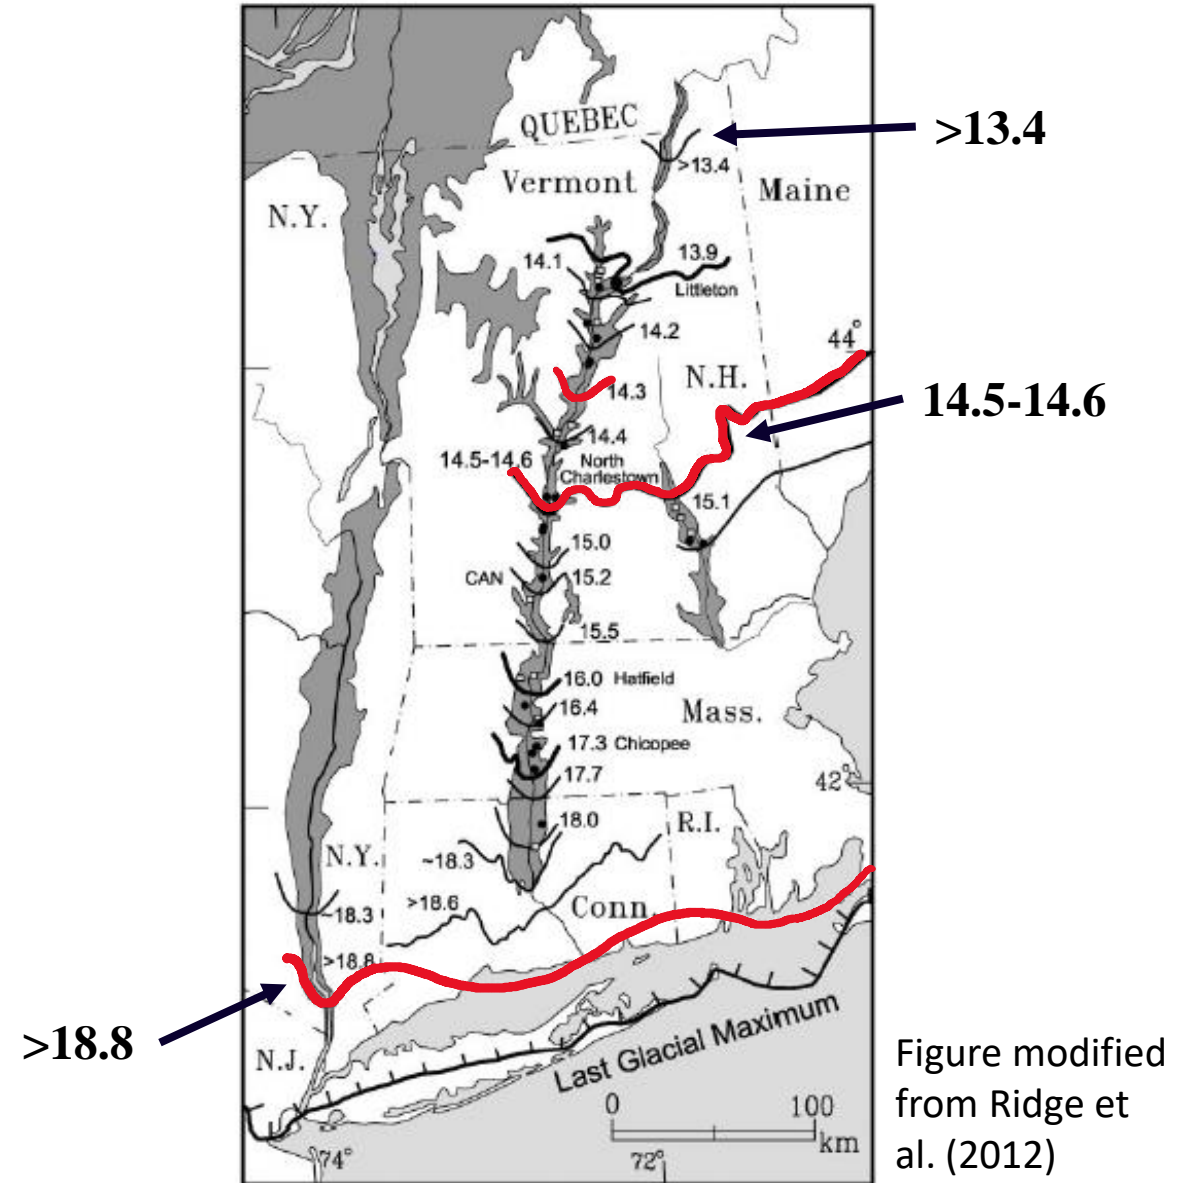 QUEBEC
>13.4
>13.4
Vermont
Maine
N.Y.
14.1
13.9
Littleton
14.2
44°
14.3
N.H.
14.5-14.6
14.4
14.5-14.6
North
Charlestown
15.1
15.0
CAN
15.2
15.5
16.0 Hatfield
16.4
Mass.
17.3 Chicopee
17.7
42°
18.0
R.I.
N.Y.
~18.3
>18.6
Conn.
~18.3
>18.8
>18.8
Last Glacial Maximum
N.J.
Figure modified
from Ridge et
al. (2012)
0 100
km
74°
72°